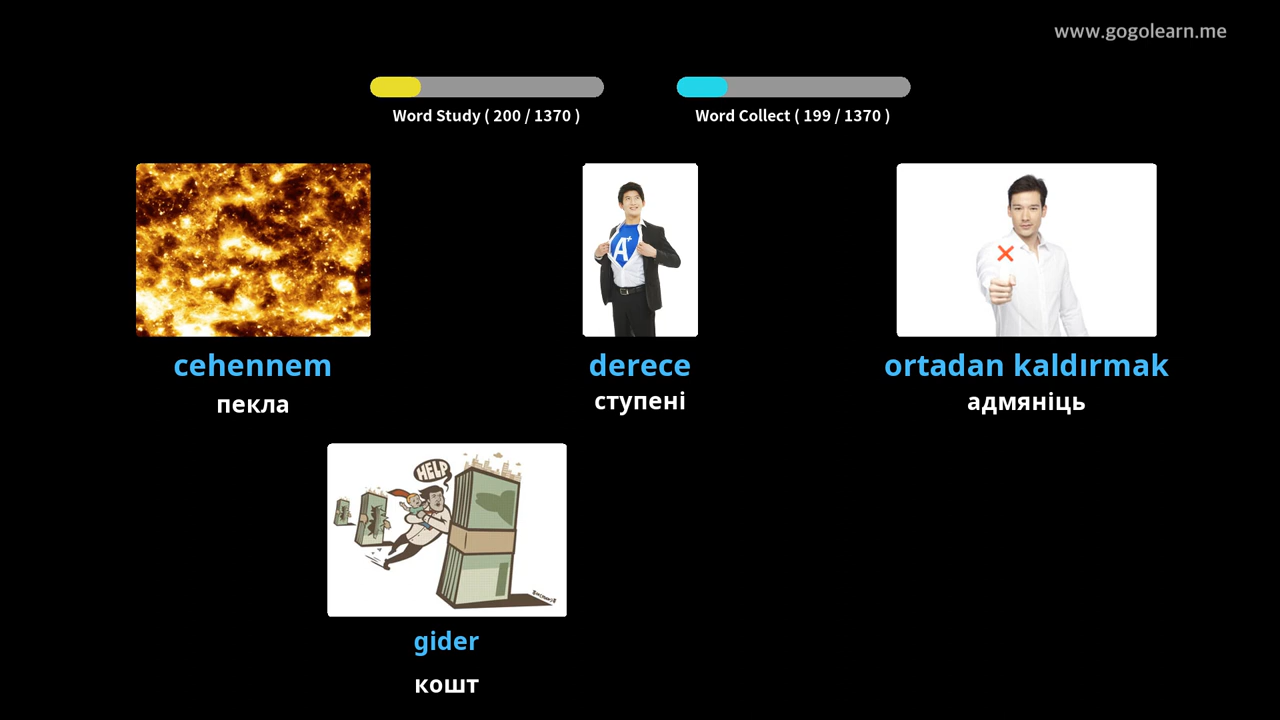 www.gogolearn.me
Word Study ( 200 / 1370 )
Word Collect ( 199 / 1370 )
A+
cehennem
derece
ortadan kaldırmak
пекла
ступені
адмяніць
HELP
gider
кошт